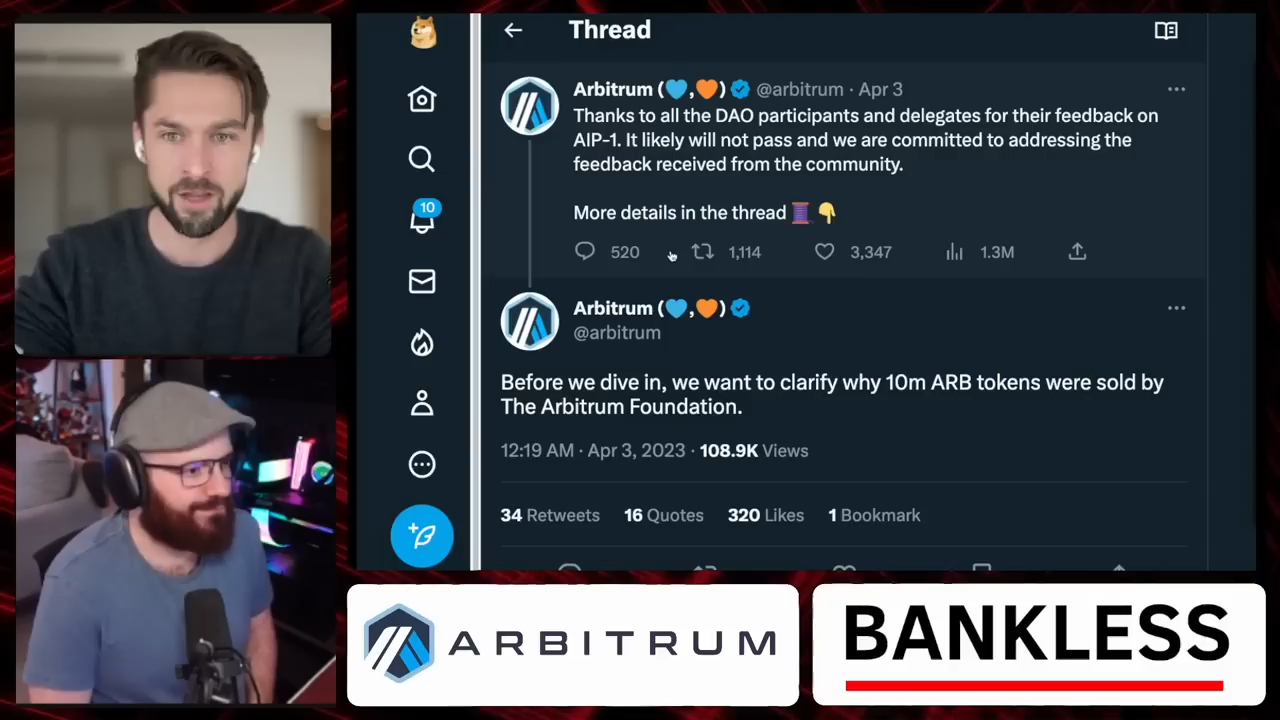 Thread
Arbitrum (🩵,🧡) @arbitrum · Apr 3
Thanks to all the DAO participants and delegates for their feedback on
AIP-1. It likely will not pass and we are committed to addressing the
feedback received from the community.
More details in the thread 🧵👇
520 1,114 3,347 1.3M
10
Arbitrum (🩵,🧡)
@arbitrum
Before we dive in, we want to clarify why 10m ARB tokens were sold by
The Arbitrum Foundation.
12:19 AM · Apr 3, 2023 · 108.9K Views
34 Retweets 16 Quotes 320 Likes 1 Bookmark
ARBITRUM
BANKLESS